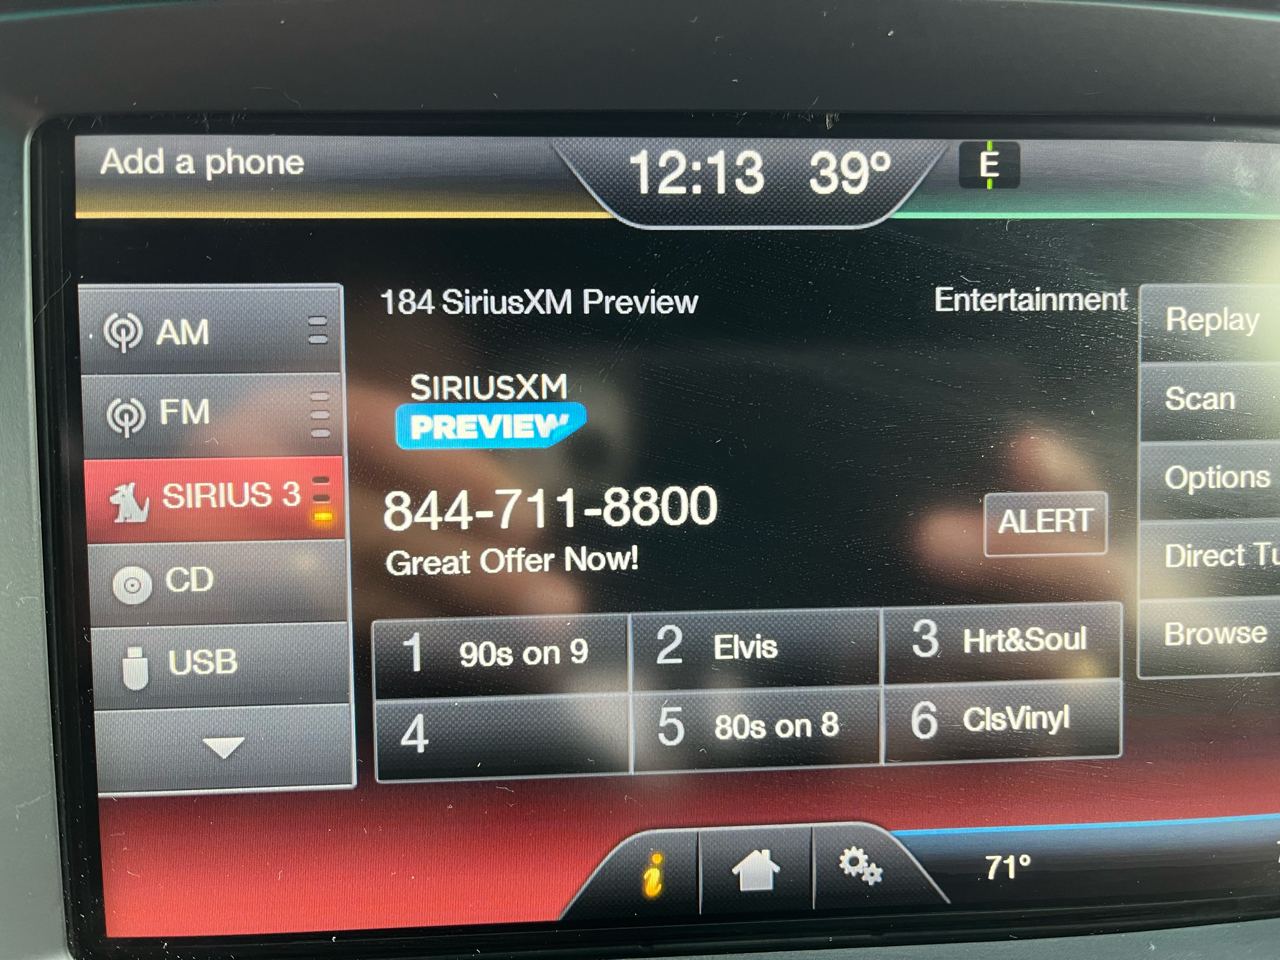 Add a phone
12:13 39°
E
AM
FM
SIRIUS 3
CD
USB
184 SiriusXM Preview
Entertainment
SIRIUSXM
PREVIEW
844-711-8800
Great Offer Now!
ALERT
1 90s on 9
2 Elvis
3 Hrt&Soul
4
5 80s on 8
6 ClsVinyl
Replay
Scan
Options
Direct Tu
Browse
i
71°